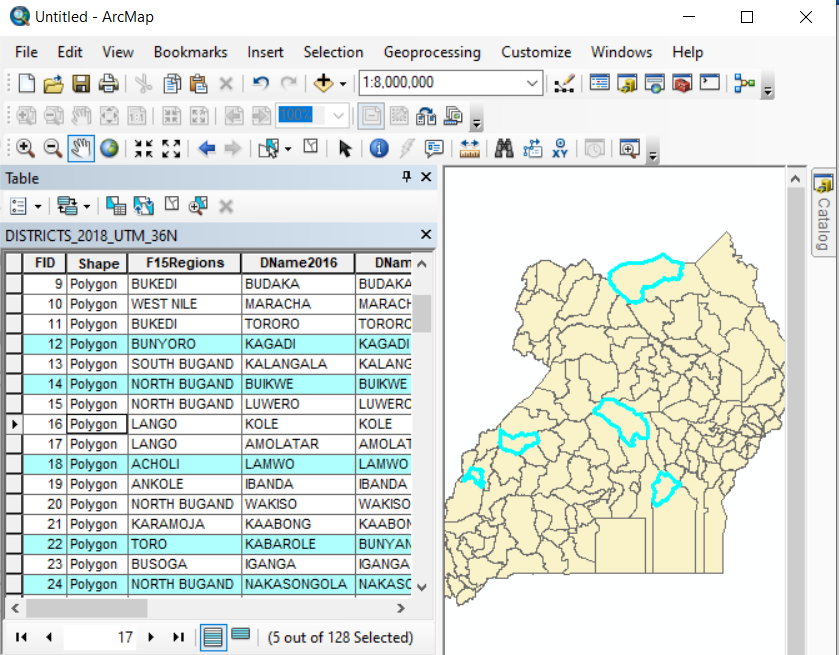 Untitled - ArcMap
File Edit View Bookmarks Insert Selection Geoprocessing Customize Windows Help
1:8,000,000
100%
XY
Table
DISTRICTS_2018_UTM_36N
FID Shape F15Regions DName2016 DNam
9 Polygon BUKEDI BUDAKA BUDAKA
10 Polygon WEST NILE MARACHA MARACH
11 Polygon BUKEDI TORORO TORORO
12 Polygon BUNYORO KAGADI KAGADI
13 Polygon SOUTH BUGAND KALANGALA KALANG
14 Polygon NORTH BUGAND BUIKWE BUIKWE
15 Polygon NORTH BUGAND LUWERO LUWERO
16 Polygon LANGO KOLE KOLE
17 Polygon LANGO AMOLATAR AMOLAT
18 Polygon ACHOLI LAMWO LAMWO
19 Polygon ANKOLE IBANDA IBANDA
20 Polygon NORTH BUGAND WAKISO WAKISO
21 Polygon KARAMOJA KAABONG KAABON
22 Polygon TORO KABAROLE BUNYAN
23 Polygon BUSOGA IGANGA IGANGA
24 Polygon NORTH BUGAND NAKASONGOLA NAKASO
17 (5 out of 128 Selected)
Catalog